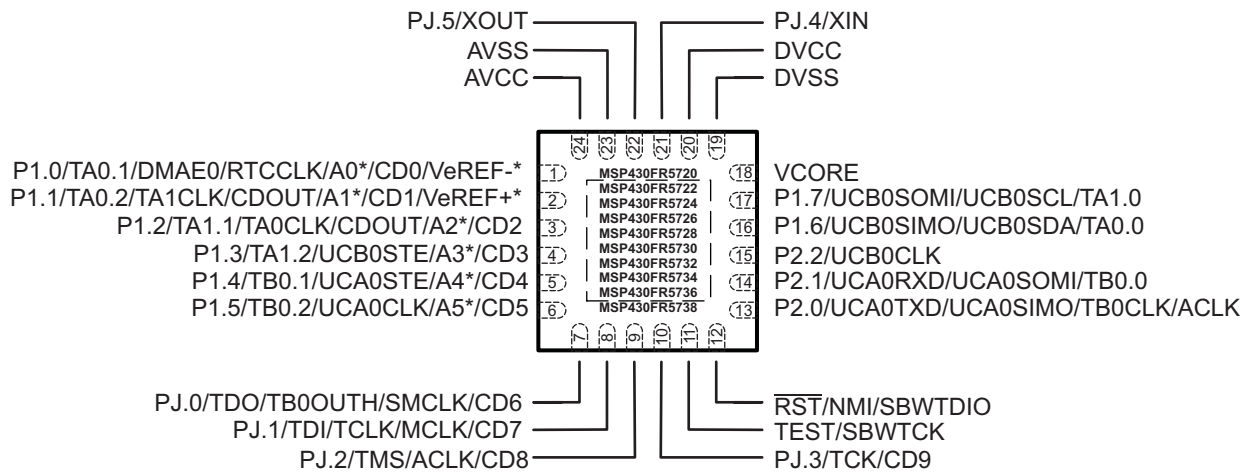 PJ.5/XOUT
PJ.4/XIN
AVSS
DVCC
AVCC
DVSS
24 23 22 21 20 19
P1.0/TA0.1/DMAE0/RTCCLK/A0*/CD0/VeREF-* 1 MSP430FR5720 18 VCORE
P1.1/TA0.2/TA1CLK/CDOUT/A1*/CD1/VeREF+* 2 MSP430FR5722 17 P1.7/UCB0SOMI/UCB0SCL/TA1.0
MSP430FR5724
P1.2/TA1.1/TA0CLK/CDOUT/A2*/CD2 3 MSP430FR5726 16 P1.6/UCB0SIMO/UCB0SDA/TA0.0
MSP430FR5728
P1.3/TA1.2/UCB0STE/A3*/CD3 4 MSP430FR5730 15 P2.2/UCB0CLK
MSP430FR5732
P1.4/TB0.1/UCA0STE/A4*/CD4 5 MSP430FR5734 14 P2.1/UCA0RXD/UCA0SOMI/TB0.0
MSP430FR5736
P1.5/TB0.2/UCA0CLK/A5*/CD5 6 MSP430FR5738 13 P2.0/UCA0TXD/UCA0SIMO/TB0CLK/ACLK
7 8 9 10 11 12
PJ.0/TDO/TB0OUTH/SMCLK/CD6
RST/NMI/SBWTDIO
PJ.1/TDI/TCLK/MCLK/CD7
TEST/SBWTCK
PJ.2/TMS/ACLK/CD8
PJ.3/TCK/CD9